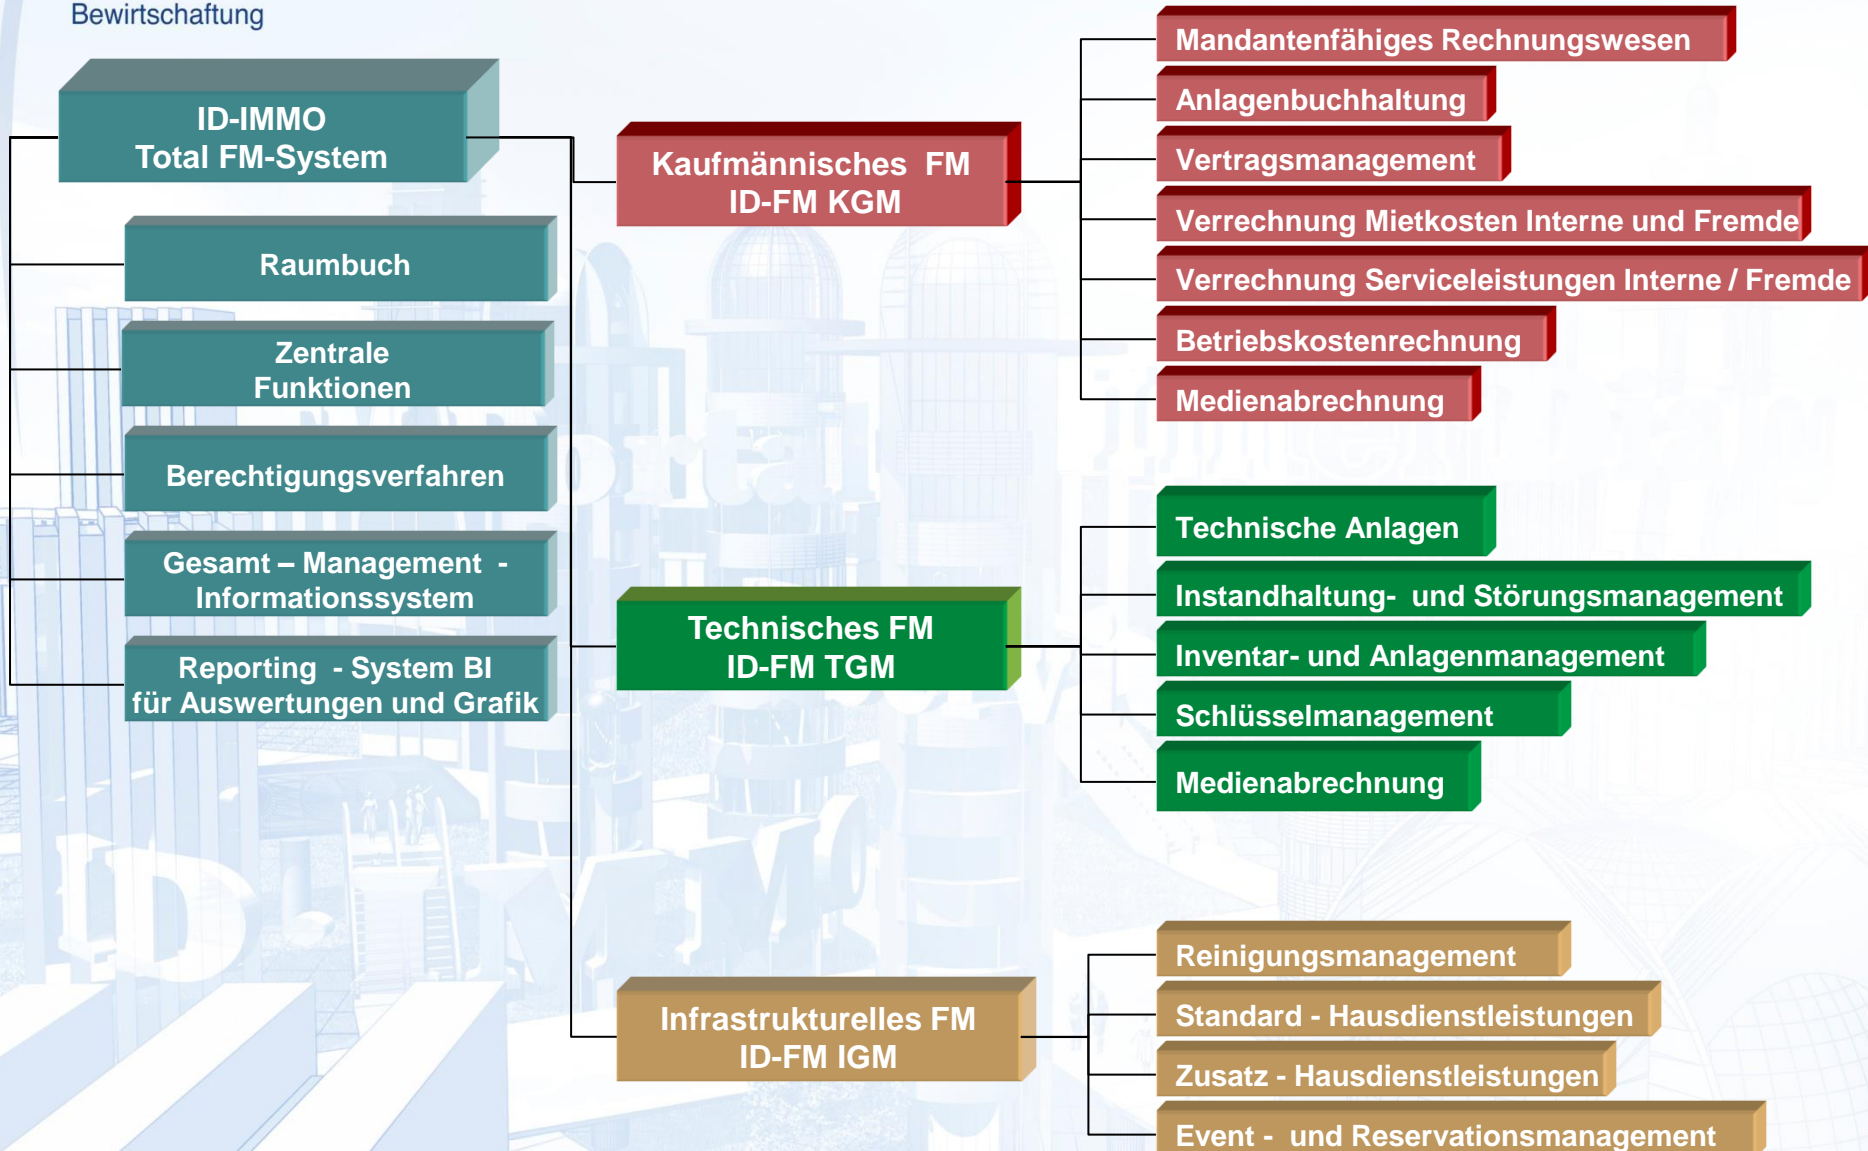 Bewirtschaftung
ID-IMMO
Total FM-System
Raumbuch
Zentrale
Funktionen
Berechtigungsverfahren
Gesamt – Management -
Informationssystem
Reporting - System BI
für Auswertungen und Grafik
Kaufmännisches FM
ID-FM KGM
Mandantenfähiges Rechnungswesen
Anlagenbuchhaltung
Vertragsmanagement
Verrechnung Mietkosten Interne und Fremde
Verrechnung Serviceleistungen Interne / Fremde
Betriebskostenrechnung
Medienabrechnung
Technisches FM
ID-FM TGM
Technische Anlagen
Instandhaltung- und Störungsmanagement
Inventar- und Anlagenmanagement
Schlüsselmanagement
Medienabrechnung
Infrastrukturelles FM
ID-FM IGM
Reinigungsmanagement
Standard - Hausdienstleistungen
Zusatz - Hausdienstleistungen
Event - und Reservationsmanagement